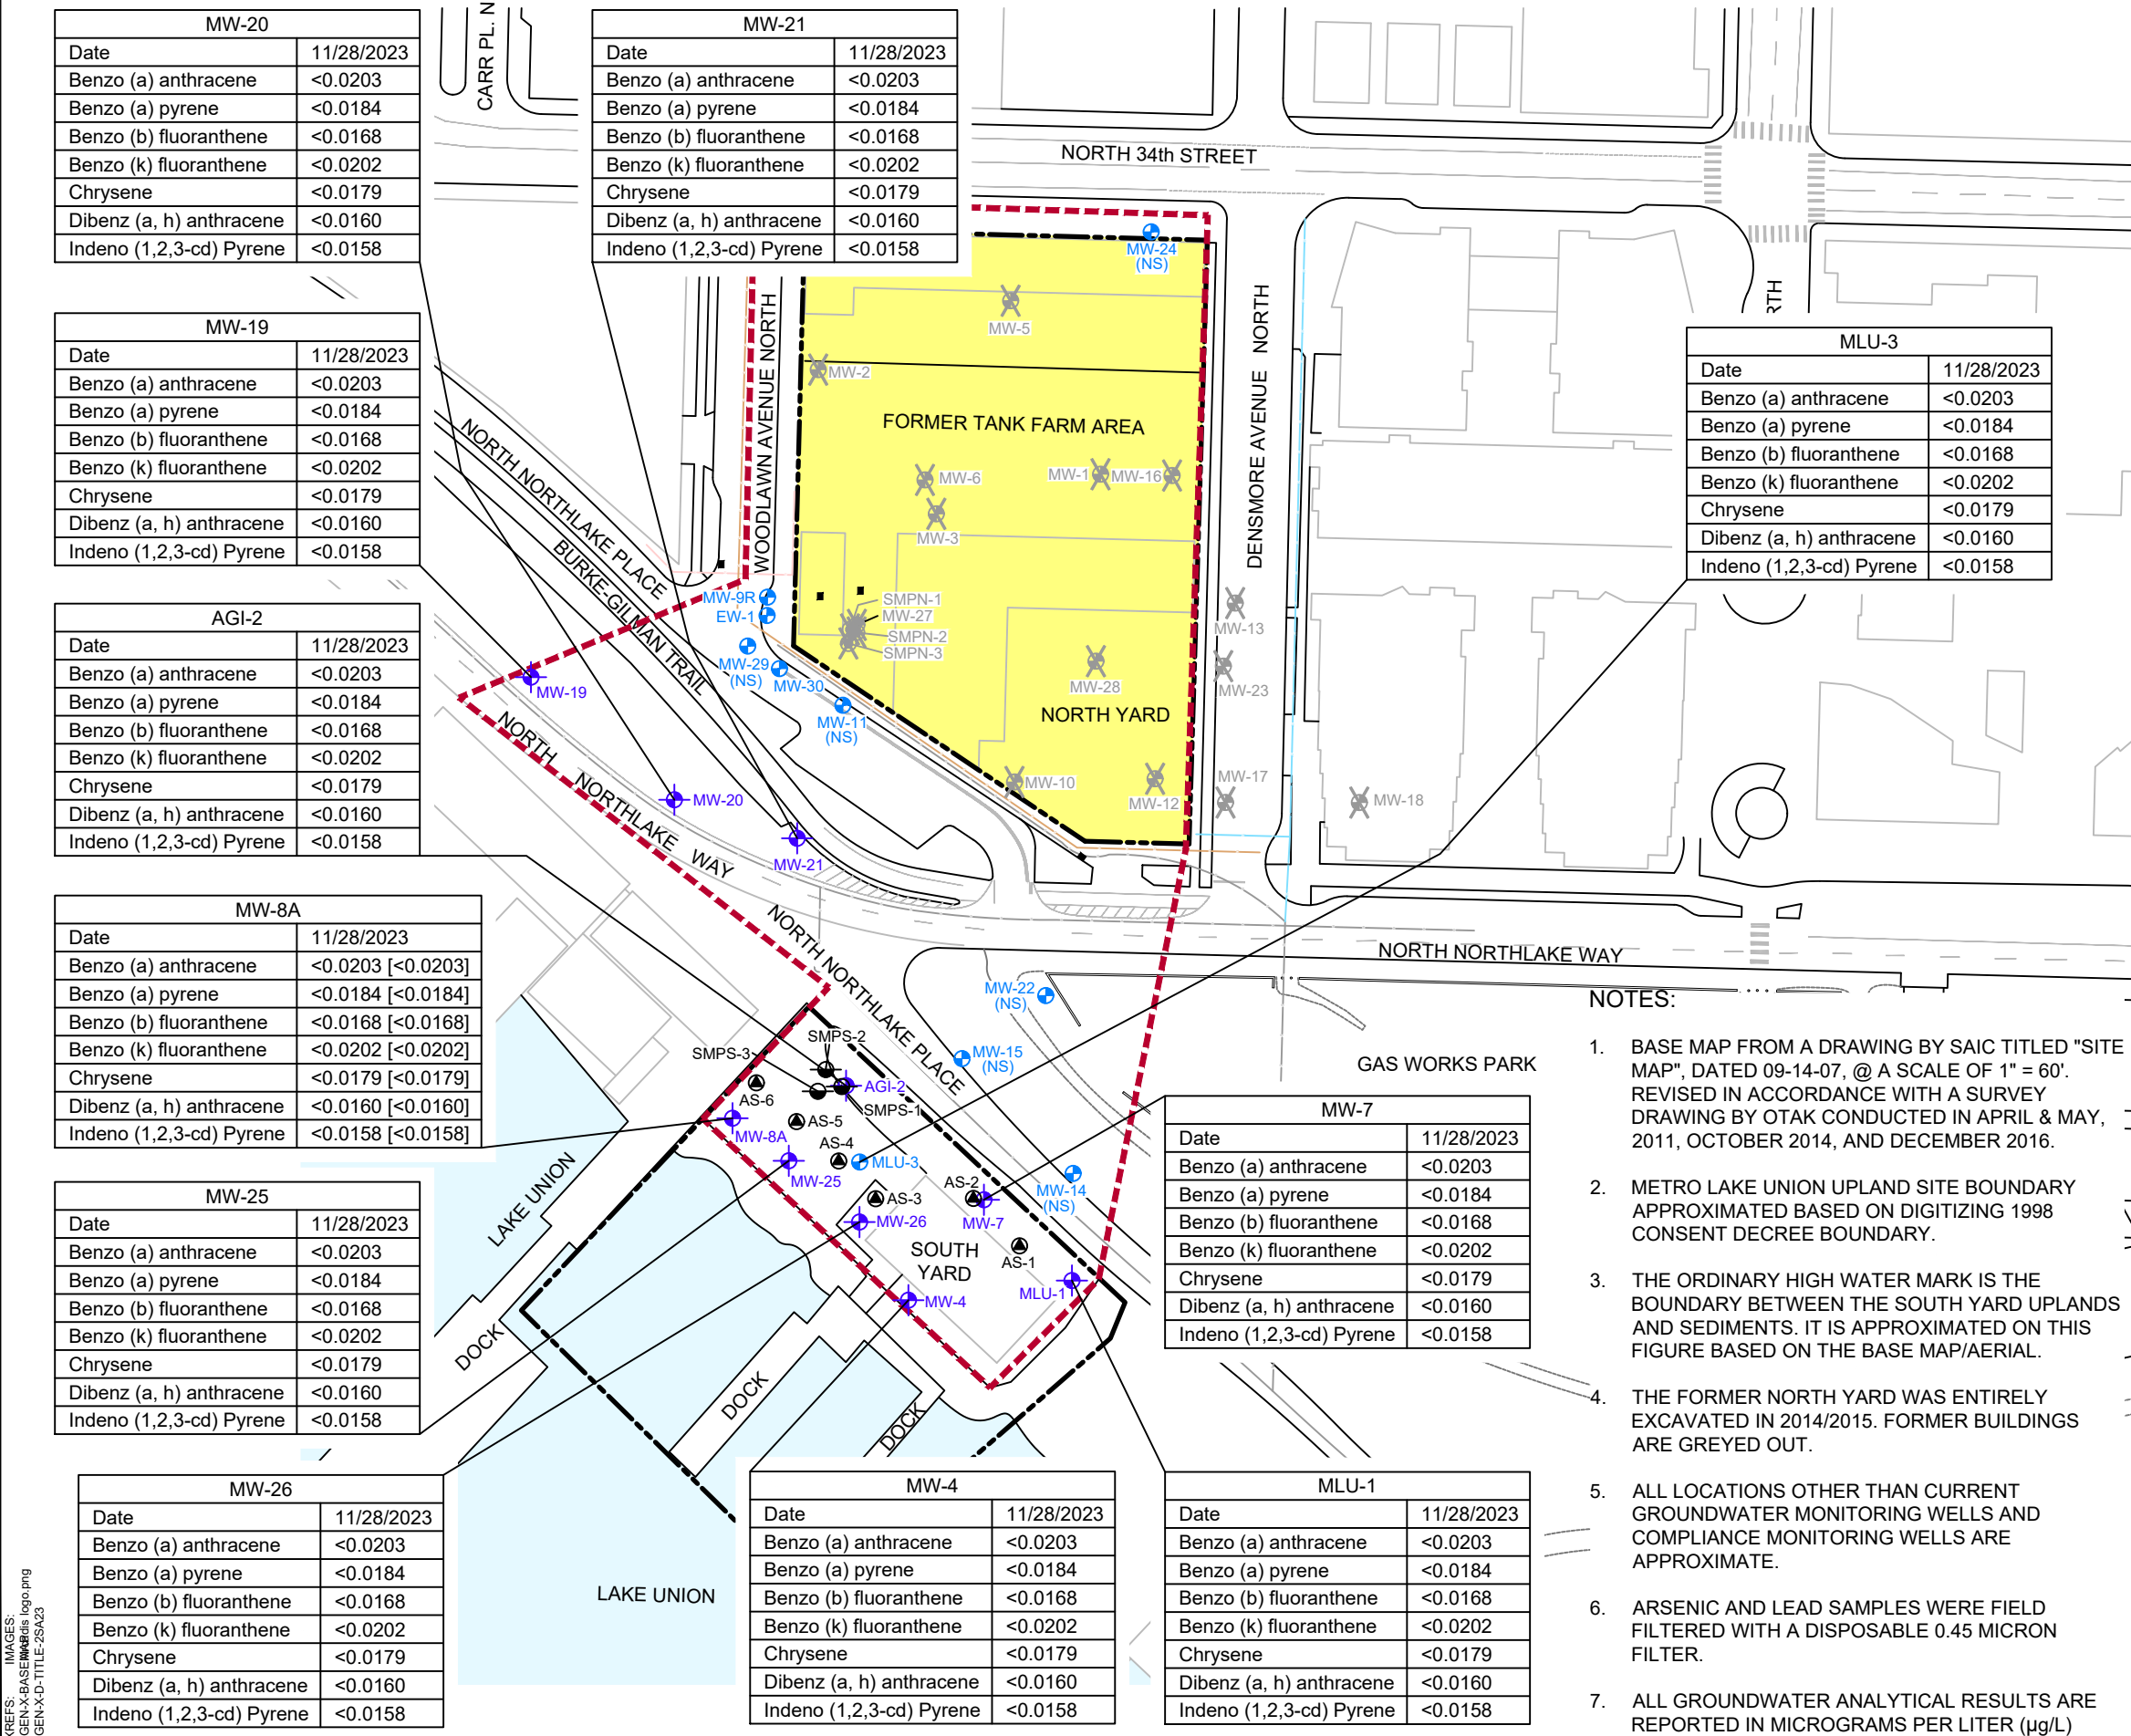 MW-20
Date 11/28/2023
Benzo (a) anthracene <0.0203
Benzo (a) pyrene <0.0184
Benzo (b) fluoranthene <0.0168
Benzo (k) fluoranthene <0.0202
Chrysene <0.0179
Dibenz (a, h) anthracene <0.0160
Indeno (1,2,3-cd) Pyrene <0.0158
CARR PL. N
MW-21
Date 11/28/2023
Benzo (a) anthracene <0.0203
Benzo (a) pyrene <0.0184
Benzo (b) fluoranthene <0.0168
Benzo (k) fluoranthene <0.0202
Chrysene <0.0179
Dibenz (a, h) anthracene <0.0160
Indeno (1,2,3-cd) Pyrene <0.0158
NORTH 34th STREET
MW-19
Date 11/28/2023
Benzo (a) anthracene <0.0203
Benzo (a) pyrene <0.0184
Benzo (b) fluoranthene <0.0168
Benzo (k) fluoranthene <0.0202
Chrysene <0.0179
Dibenz (a, h) anthracene <0.0160
Indeno (1,2,3-cd) Pyrene <0.0158
MLU-3
Date 11/28/2023
Benzo (a) anthracene <0.0203
Benzo (a) pyrene <0.0184
Benzo (b) fluoranthene <0.0168
Benzo (k) fluoranthene <0.0202
Chrysene <0.0179
Dibenz (a, h) anthracene <0.0160
Indeno (1,2,3-cd) Pyrene <0.0158
MW-24
(NS)
MW-5
MW-2
FORMER TANK FARM AREA
MW-6
MW-1
MW-16
MW-3
WOODLAWN AVENUE NORTH
DENSMORE AVENUE NORTH
RTH
NORTH NORTHLAKE PLACE
BURKE-GILMAN TRAIL
MW-9R
EW-1
MW-29
(NS)
MW-30
MW-11
(NS)
SMPN-1
MW-27
SMPN-2
SMPN-3
MW-28
NORTH YARD
MW-13
MW-23
MW-10
MW-12
MW-17
MW-18
AGI-2
Date 11/28/2023
Benzo (a) anthracene <0.0203
Benzo (a) pyrene <0.0184
Benzo (b) fluoranthene <0.0168
Benzo (k) fluoranthene <0.0202
Chrysene <0.0179
Dibenz (a, h) anthracene <0.0160
Indeno (1,2,3-cd) Pyrene <0.0158
MW-19
MW-20
MW-21
NORTH NORTHLAKE WAY
NORTH NORTHLAKE WAY
NORTH NORTHLAKE PLACE
MW-8A
Date 11/28/2023
Benzo (a) anthracene <0.0203 [<0.0203]
Benzo (a) pyrene <0.0184 [<0.0184]
Benzo (b) fluoranthene <0.0168 [<0.0168]
Benzo (k) fluoranthene <0.0202 [<0.0202]
Chrysene <0.0179 [<0.0179]
Dibenz (a, h) anthracene <0.0160 [<0.0160]
Indeno (1,2,3-cd) Pyrene <0.0158 [<0.0158]
MW-22
(NS)
MW-15
(NS)
GAS WORKS PARK
SMPS-2
SMPS-3
AGI-2
AS-6
SMPS-1
AS-5
MW-8A
AS-4
MLU-3
MW-25
AS-3
AS-2
MW-7
MW-14
(NS)
MW-26
SOUTH
YARD
AS-1
MLU-1
MW-4
LAKE UNION
DOCK
DOCK
DOCK
LAKE UNION
MW-25
Date 11/28/2023
Benzo (a) anthracene <0.0203
Benzo (a) pyrene <0.0184
Benzo (b) fluoranthene <0.0168
Benzo (k) fluoranthene <0.0202
Chrysene <0.0179
Dibenz (a, h) anthracene <0.0160
Indeno (1,2,3-cd) Pyrene <0.0158
MW-7
Date 11/28/2023
Benzo (a) anthracene <0.0203
Benzo (a) pyrene <0.0184
Benzo (b) fluoranthene <0.0168
Benzo (k) fluoranthene <0.0202
Chrysene <0.0179
Dibenz (a, h) anthracene <0.0160
Indeno (1,2,3-cd) Pyrene <0.0158
MW-26
Date 11/28/2023
Benzo (a) anthracene <0.0203
Benzo (a) pyrene <0.0184
Benzo (b) fluoranthene <0.0168
Benzo (k) fluoranthene <0.0202
Chrysene <0.0179
Dibenz (a, h) anthracene <0.0160
Indeno (1,2,3-cd) Pyrene <0.0158
MW-4
Date 11/28/2023
Benzo (a) anthracene <0.0203
Benzo (a) pyrene <0.0184
Benzo (b) fluoranthene <0.0168
Benzo (k) fluoranthene <0.0202
Chrysene <0.0179
Dibenz (a, h) anthracene <0.0160
Indeno (1,2,3-cd) Pyrene <0.0158
MLU-1
Date 11/28/2023
Benzo (a) anthracene <0.0203
Benzo (a) pyrene <0.0184
Benzo (b) fluoranthene <0.0168
Benzo (k) fluoranthene <0.0202
Chrysene <0.0179
Dibenz (a, h) anthracene <0.0160
Indeno (1,2,3-cd) Pyrene <0.0158
NOTES:
1. BASE MAP FROM A DRAWING BY SAIC TITLED "SITE
MAP", DATED 09-14-07, @ A SCALE OF 1" = 60'.
REVISED IN ACCORDANCE WITH A SURVEY
DRAWING BY OTAK CONDUCTED IN APRIL & MAY,
2011, OCTOBER 2014, AND DECEMBER 2016.
2. METRO LAKE UNION UPLAND SITE BOUNDARY
APPROXIMATED BASED ON DIGITIZING 1998
CONSENT DECREE BOUNDARY.
3. THE ORDINARY HIGH WATER MARK IS THE
BOUNDARY BETWEEN THE SOUTH YARD UPLANDS
AND SEDIMENTS. IT IS APPROXIMATED ON THIS
FIGURE BASED ON THE BASE MAP/AERIAL.
4. THE FORMER NORTH YARD WAS ENTIRELY
EXCAVATED IN 2014/2015. FORMER BUILDINGS
ARE GREYED OUT.
5. ALL LOCATIONS OTHER THAN CURRENT
GROUNDWATER MONITORING WELLS AND
COMPLIANCE MONITORING WELLS ARE
APPROXIMATE.
6. ARSENIC AND LEAD SAMPLES WERE FIELD
FILTERED WITH A DISPOSABLE 0.45 MICRON
FILTER.
7. ALL GROUNDWATER ANALYTICAL RESULTS ARE
REPORTED IN MICROGRAMS PER LITER (µg/L)
IMAGES:
logo.png
GEN-X-D-TITLE-2SA23